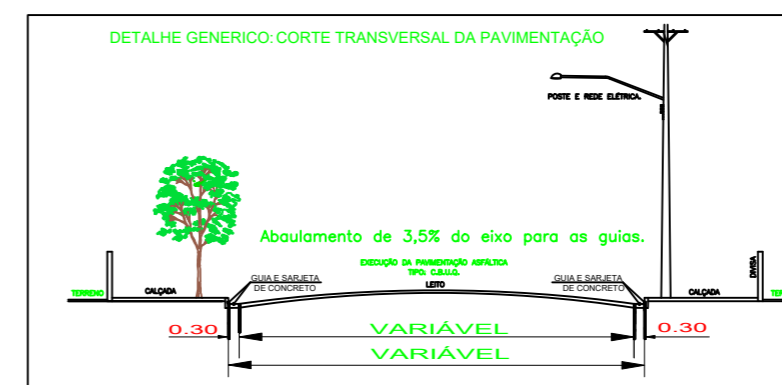 DETALHE GENERICO: CORTE TRANSVERSAL DA PAVIMENTAÇÃO
POSTE E REDE ELÉTRICA.
Abaulamento de 3,5% do eixo para as guias.
EXECUÇÃO DA PAVIMENTAÇÃO ASFÁLTICA
TIPO: C.B.U.Q.
GUIA E SARJETA
DE CONCRETO
LEITO
GUIA E SARJETA
DE CONCRETO
DIVISA
TERRENO
CALÇADA
CALÇADA
TER
0.30
VARIÁVEL
0.30
VARIÁVEL